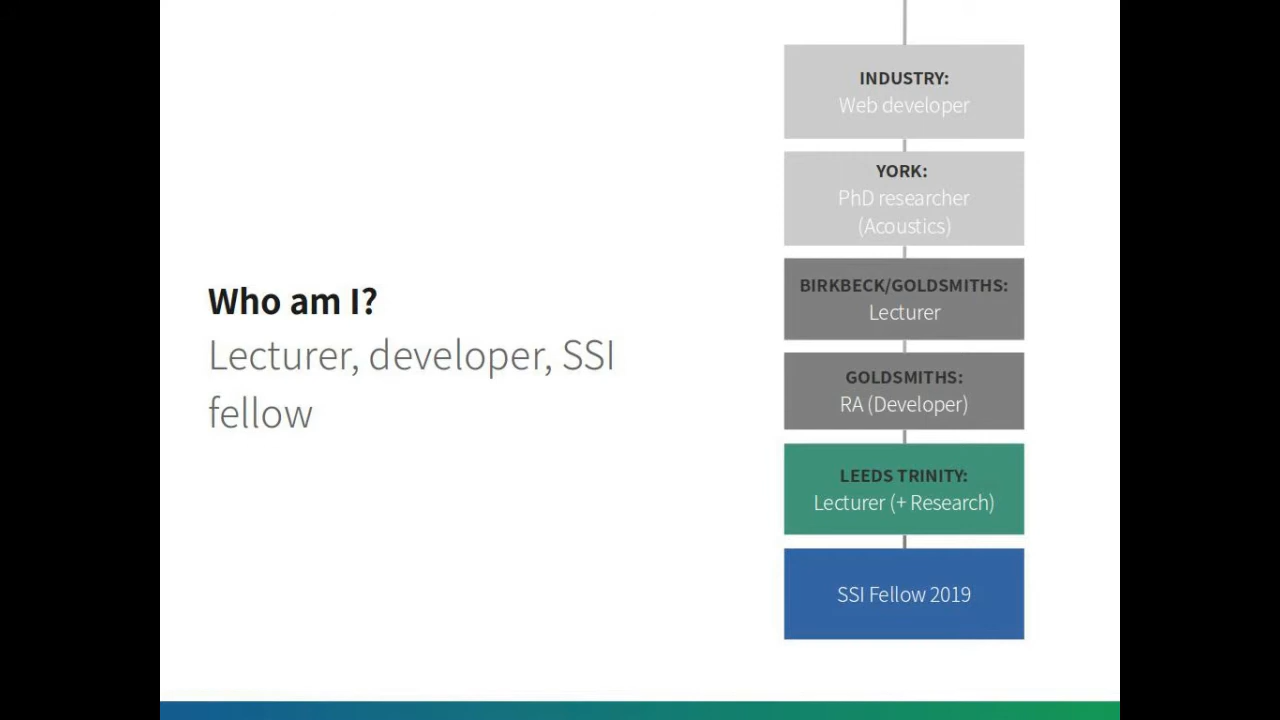 Who am I?
Lecturer, developer, SSI
fellow
INDUSTRY:
Web developer
YORK:
PhD researcher
(Acoustics)
BIRKBECK/GOLDSMITHS:
Lecturer
GOLDSMITHS:
RA (Developer)
LEEDS TRINITY:
Lecturer (+ Research)
SSI Fellow 2019